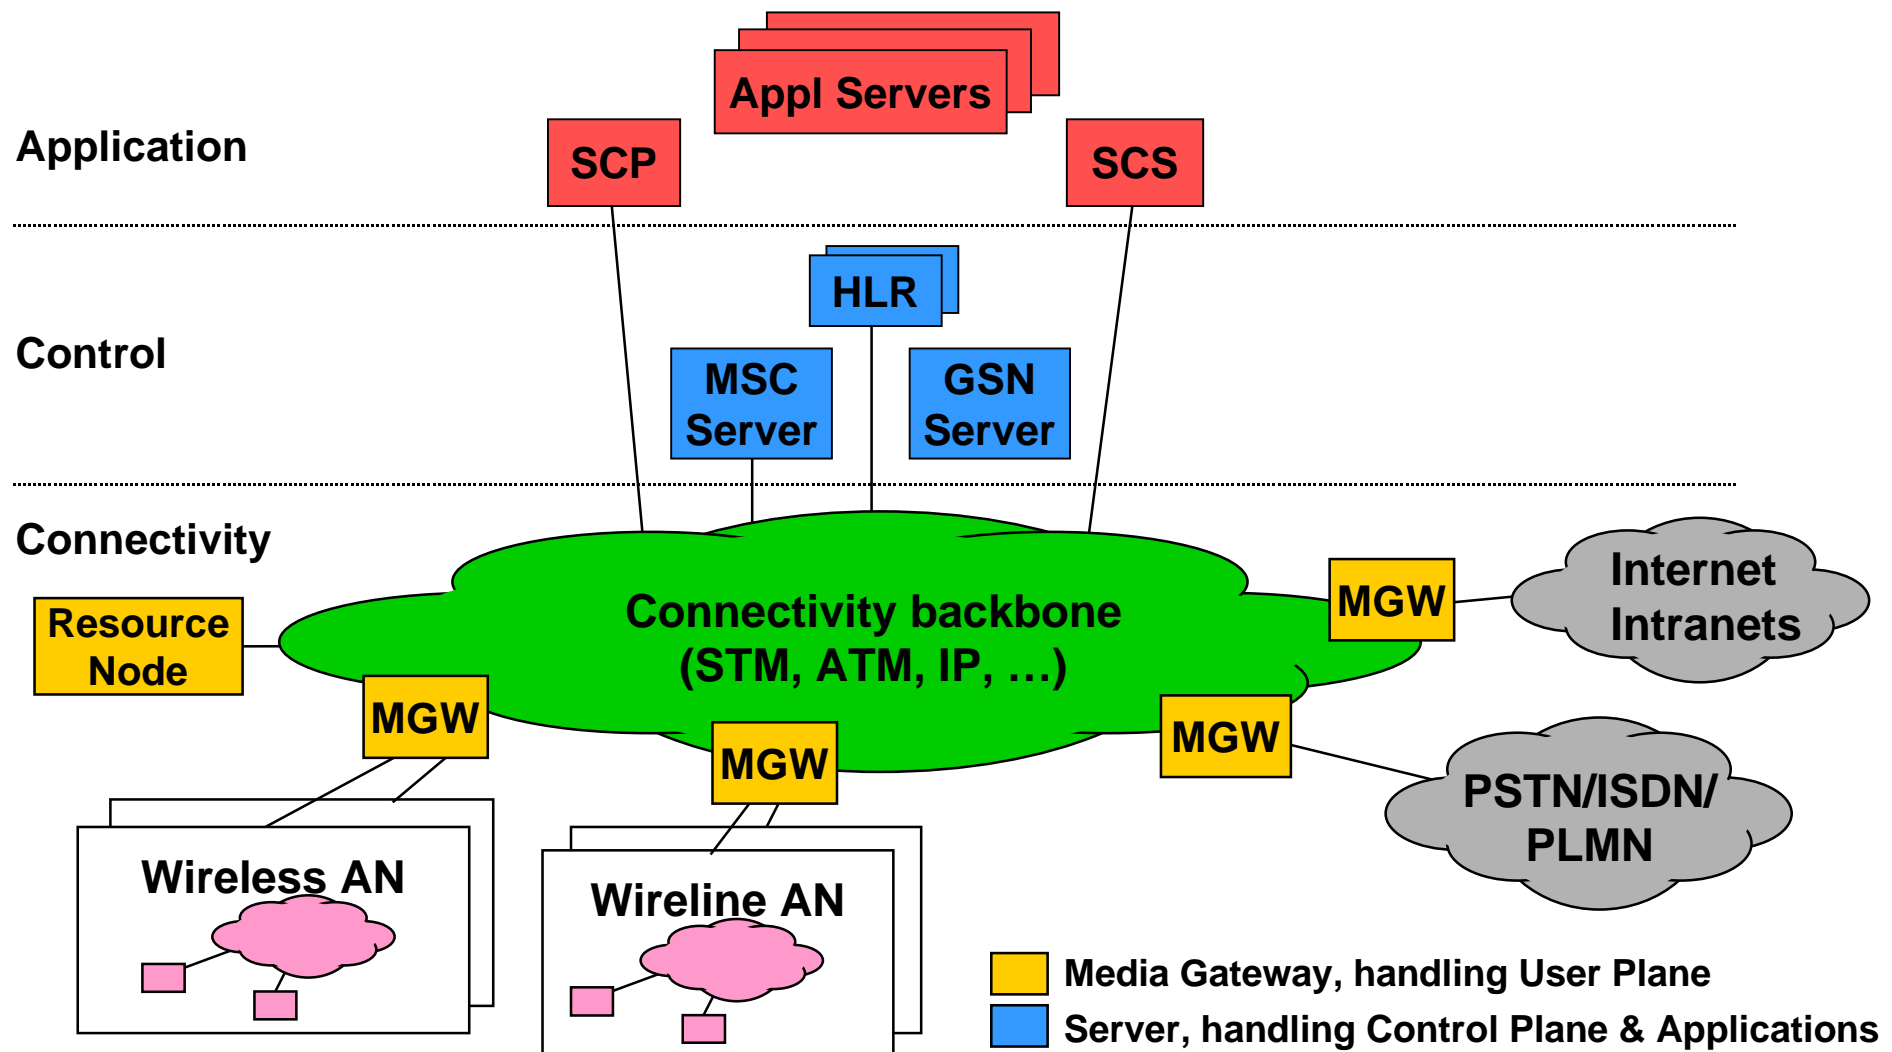 Appl Servers
Application
SCP
SCS
HLR
Control
MSC
Server
GSN
Server
Connectivity
Internet
Intranets
MGW
Connectivity backbone
(STM, ATM, IP, …)
Resource
Node
MGW
MGW
MGW
PSTN/ISDN/
PLMN
Wireless AN
Wireline AN
Media Gateway, handling User Plane
Server, handling Control Plane & Applications